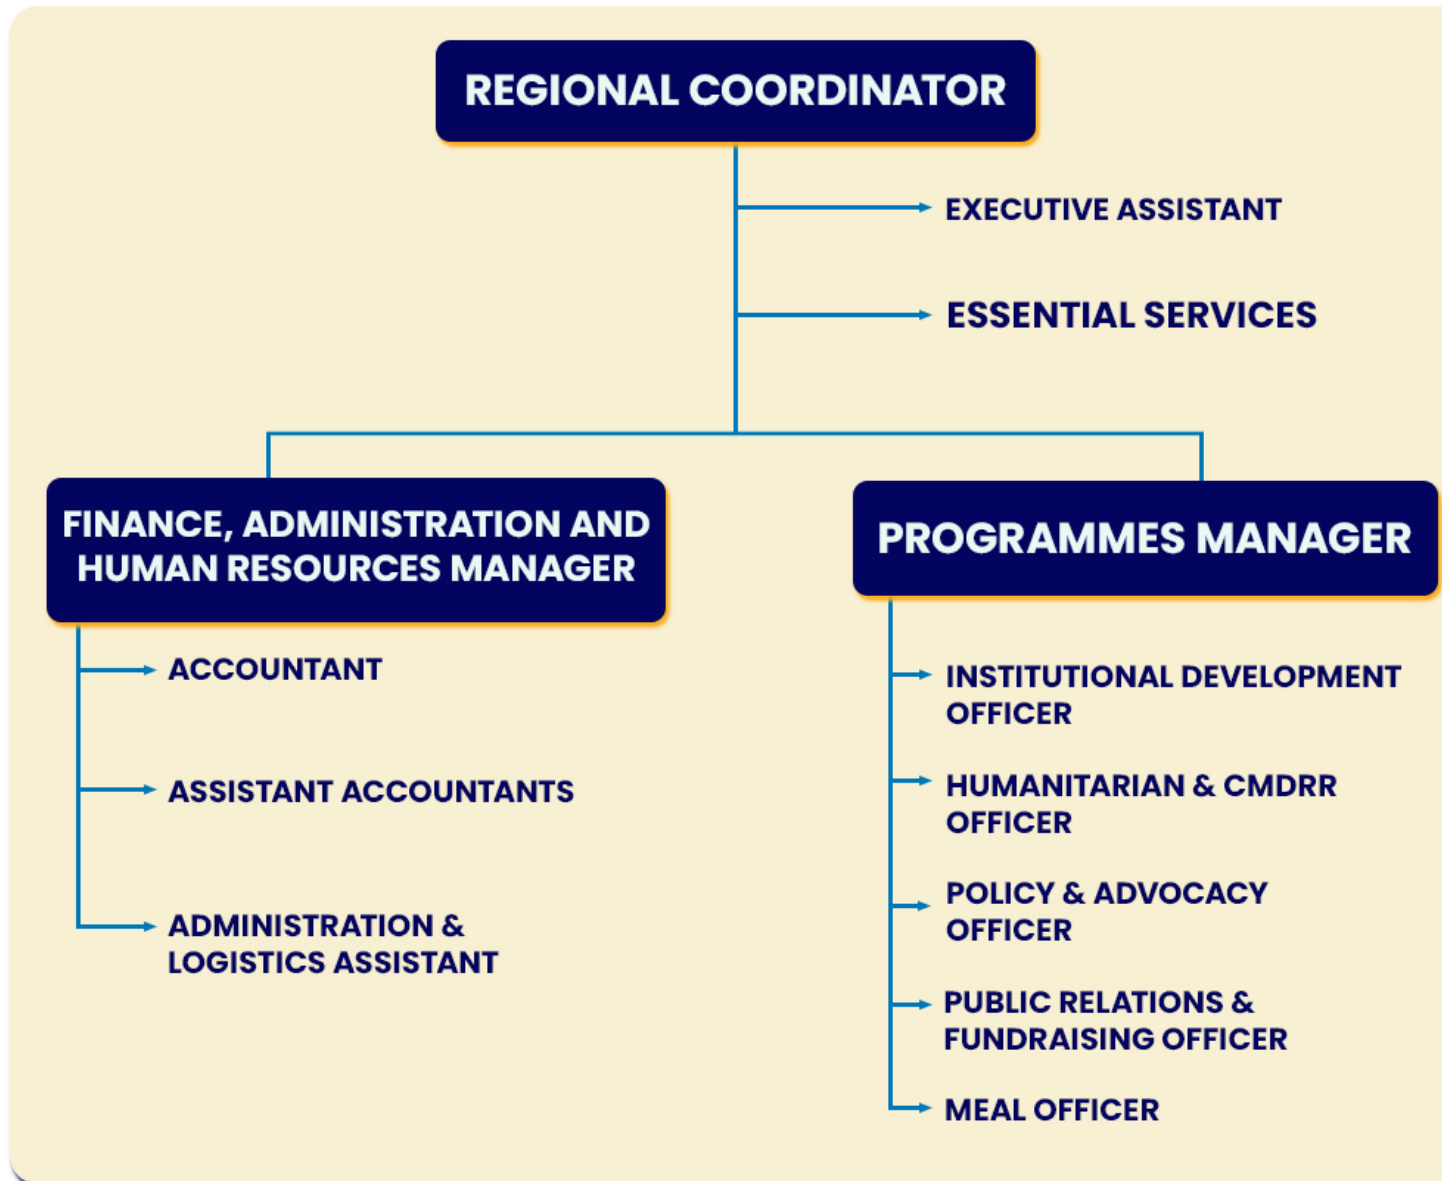 REGIONAL COORDINATOR
EXECUTIVE ASSISTANT
ESSENTIAL SERVICES
FINANCE, ADMINISTRATION AND
HUMAN RESOURCES MANAGER
ACCOUNTANT
ASSISTANT ACCOUNTANTS
ADMINISTRATION &
LOGISTICS ASSISTANT
PROGRAMMES MANAGER
INSTITUTIONAL DEVELOPMENT
OFFICER
HUMANITARIAN & CMDRR
OFFICER
POLICY & ADVOCACY
OFFICER
PUBLIC RELATIONS &
FUNDRAISING OFFICER
MEAL OFFICER